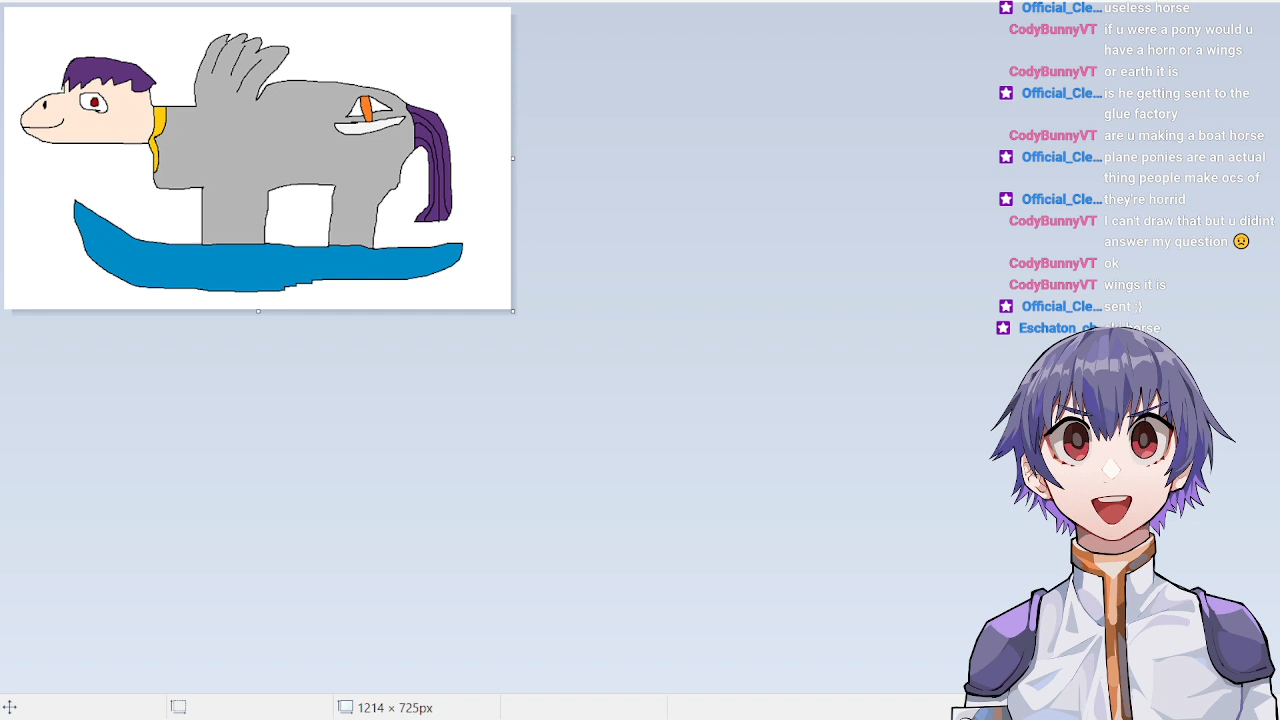 Official_Cle... useless horse
CodyBunnyVT if u were a pony would u
have a horn or a wings
CodyBunnyVT or earth it is
Official_Cle... is he getting sent to the
glue factory
CodyBunnyVT are u making a boat horse
Official_Cle... plane ponies are an actual
thing people make ocs of
Official_Cle... they're horrid
CodyBunnyVT I can't draw that but u didint
answer my question
CodyBunnyVT ok
CodyBunnyVT wings it is
Official_Cle... sent :}
horse
1214 × 725px